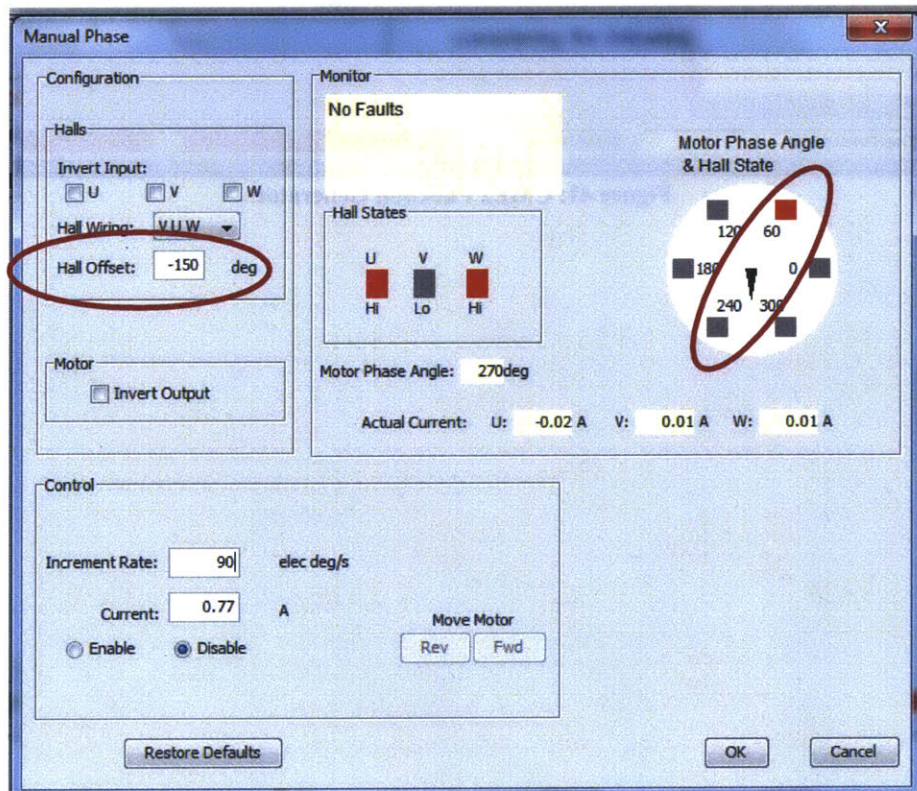 Manual Phase
X
Configuration
Halls
Invert Input:
U V W
Hall Wiring: V U W
Hall Offset: -150 deg
Motor
Invert Output
Monitor
No Faults
Hall States
U V W
Hi Lo Hi
Motor Phase Angle
& Hall State
120 60
180 0
240 300
Motor Phase Angle: 270deg
Actual Current: U: -0.02 A V: 0.01 A W: 0.01 A
Control
Increment Rate: 90 elec deg/s
Current: 0.77 A
Enable Disable
Move Motor
Rev Fwd
Restore Defaults
OK Cancel